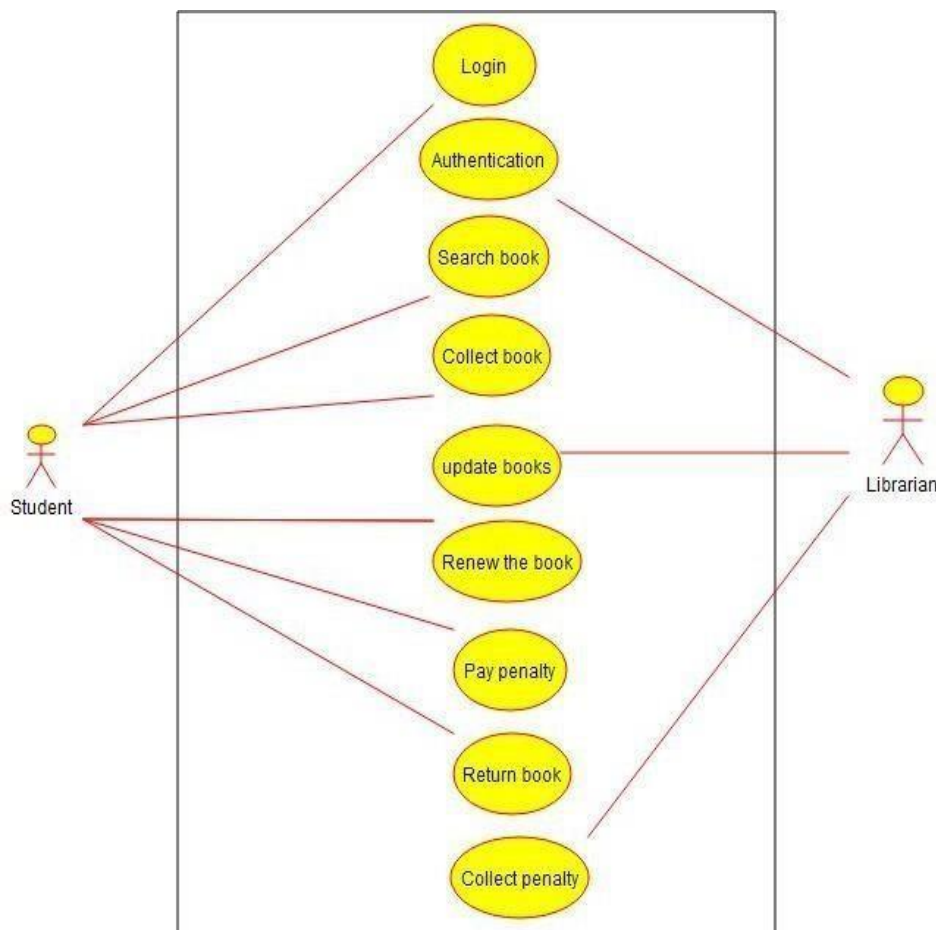 Login
Authentication
Search book
Collect book
update books
Student
Librarian
Renew the book
Pay penalty
Return book
Collect penalty